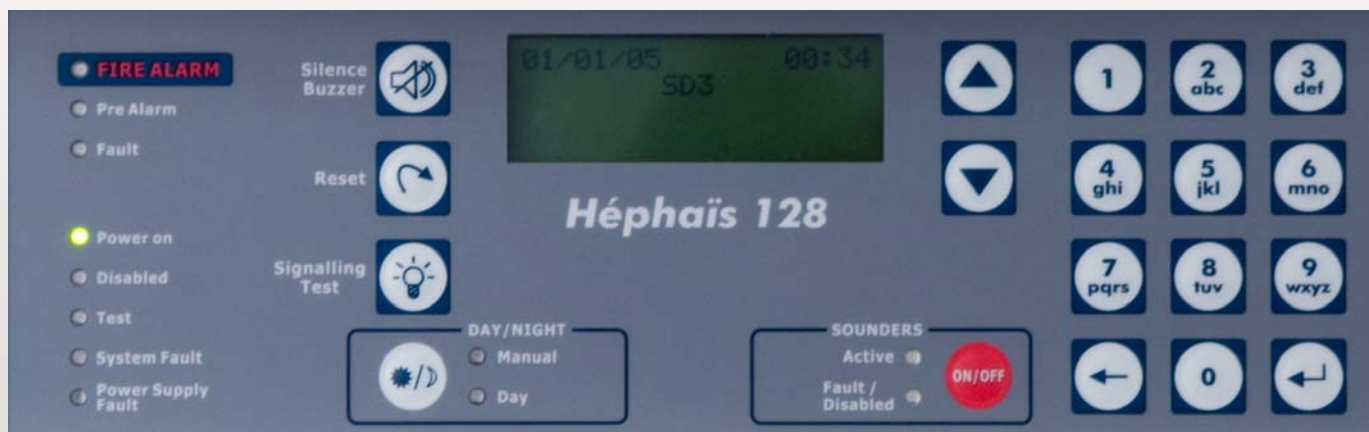 FIRE ALARM
Pre Alarm
Fault
Power on
Disabled
Test
System Fault
Power Supply
Fault
Silence
Buzzer
Reset
Signalling
Test
01/01/05 00:34
SD3
Héphaïs 128
DAY/NIGHT
Manual
Day
SOUNDERS
Active
Fault /
Disabled
ON/OFF
1
2
abc
3
def
4
ghi
5
jkl
6
mno
7
pqrs
8
tuv
9
wxyz
0